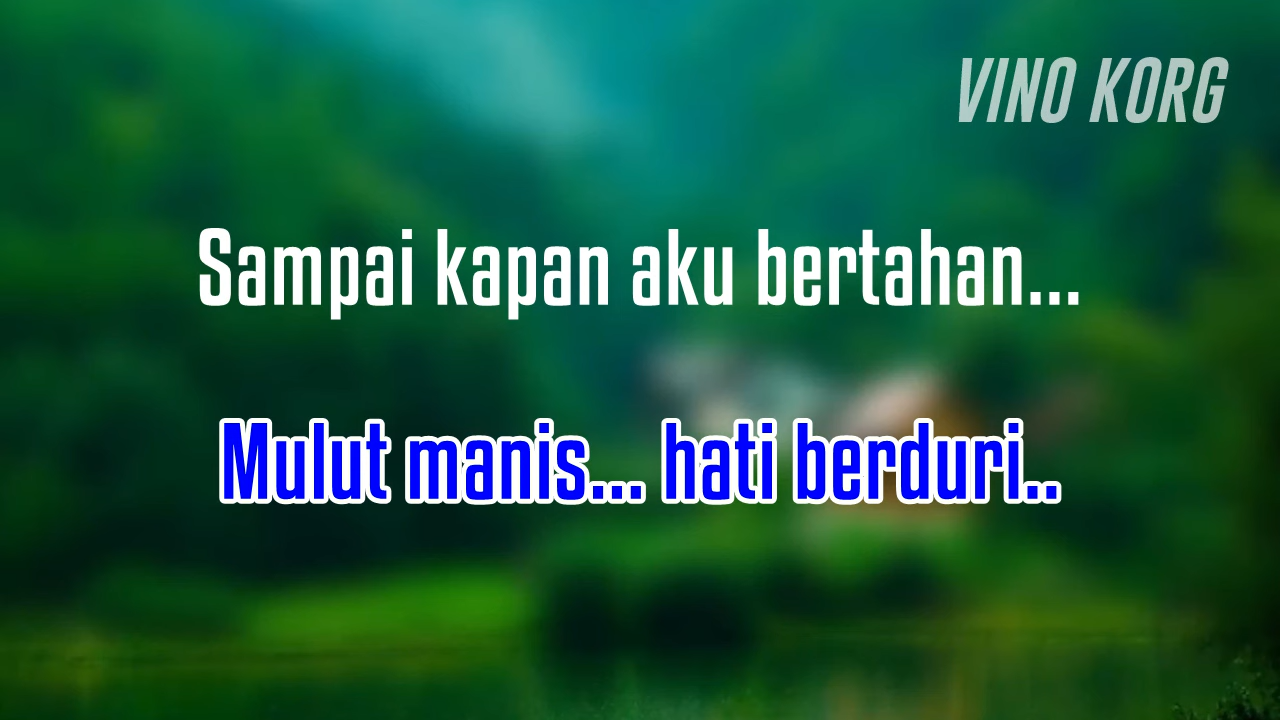 VINO KORG
Sampai kapan aku bertahan...
Mulut manis... hati berduri..